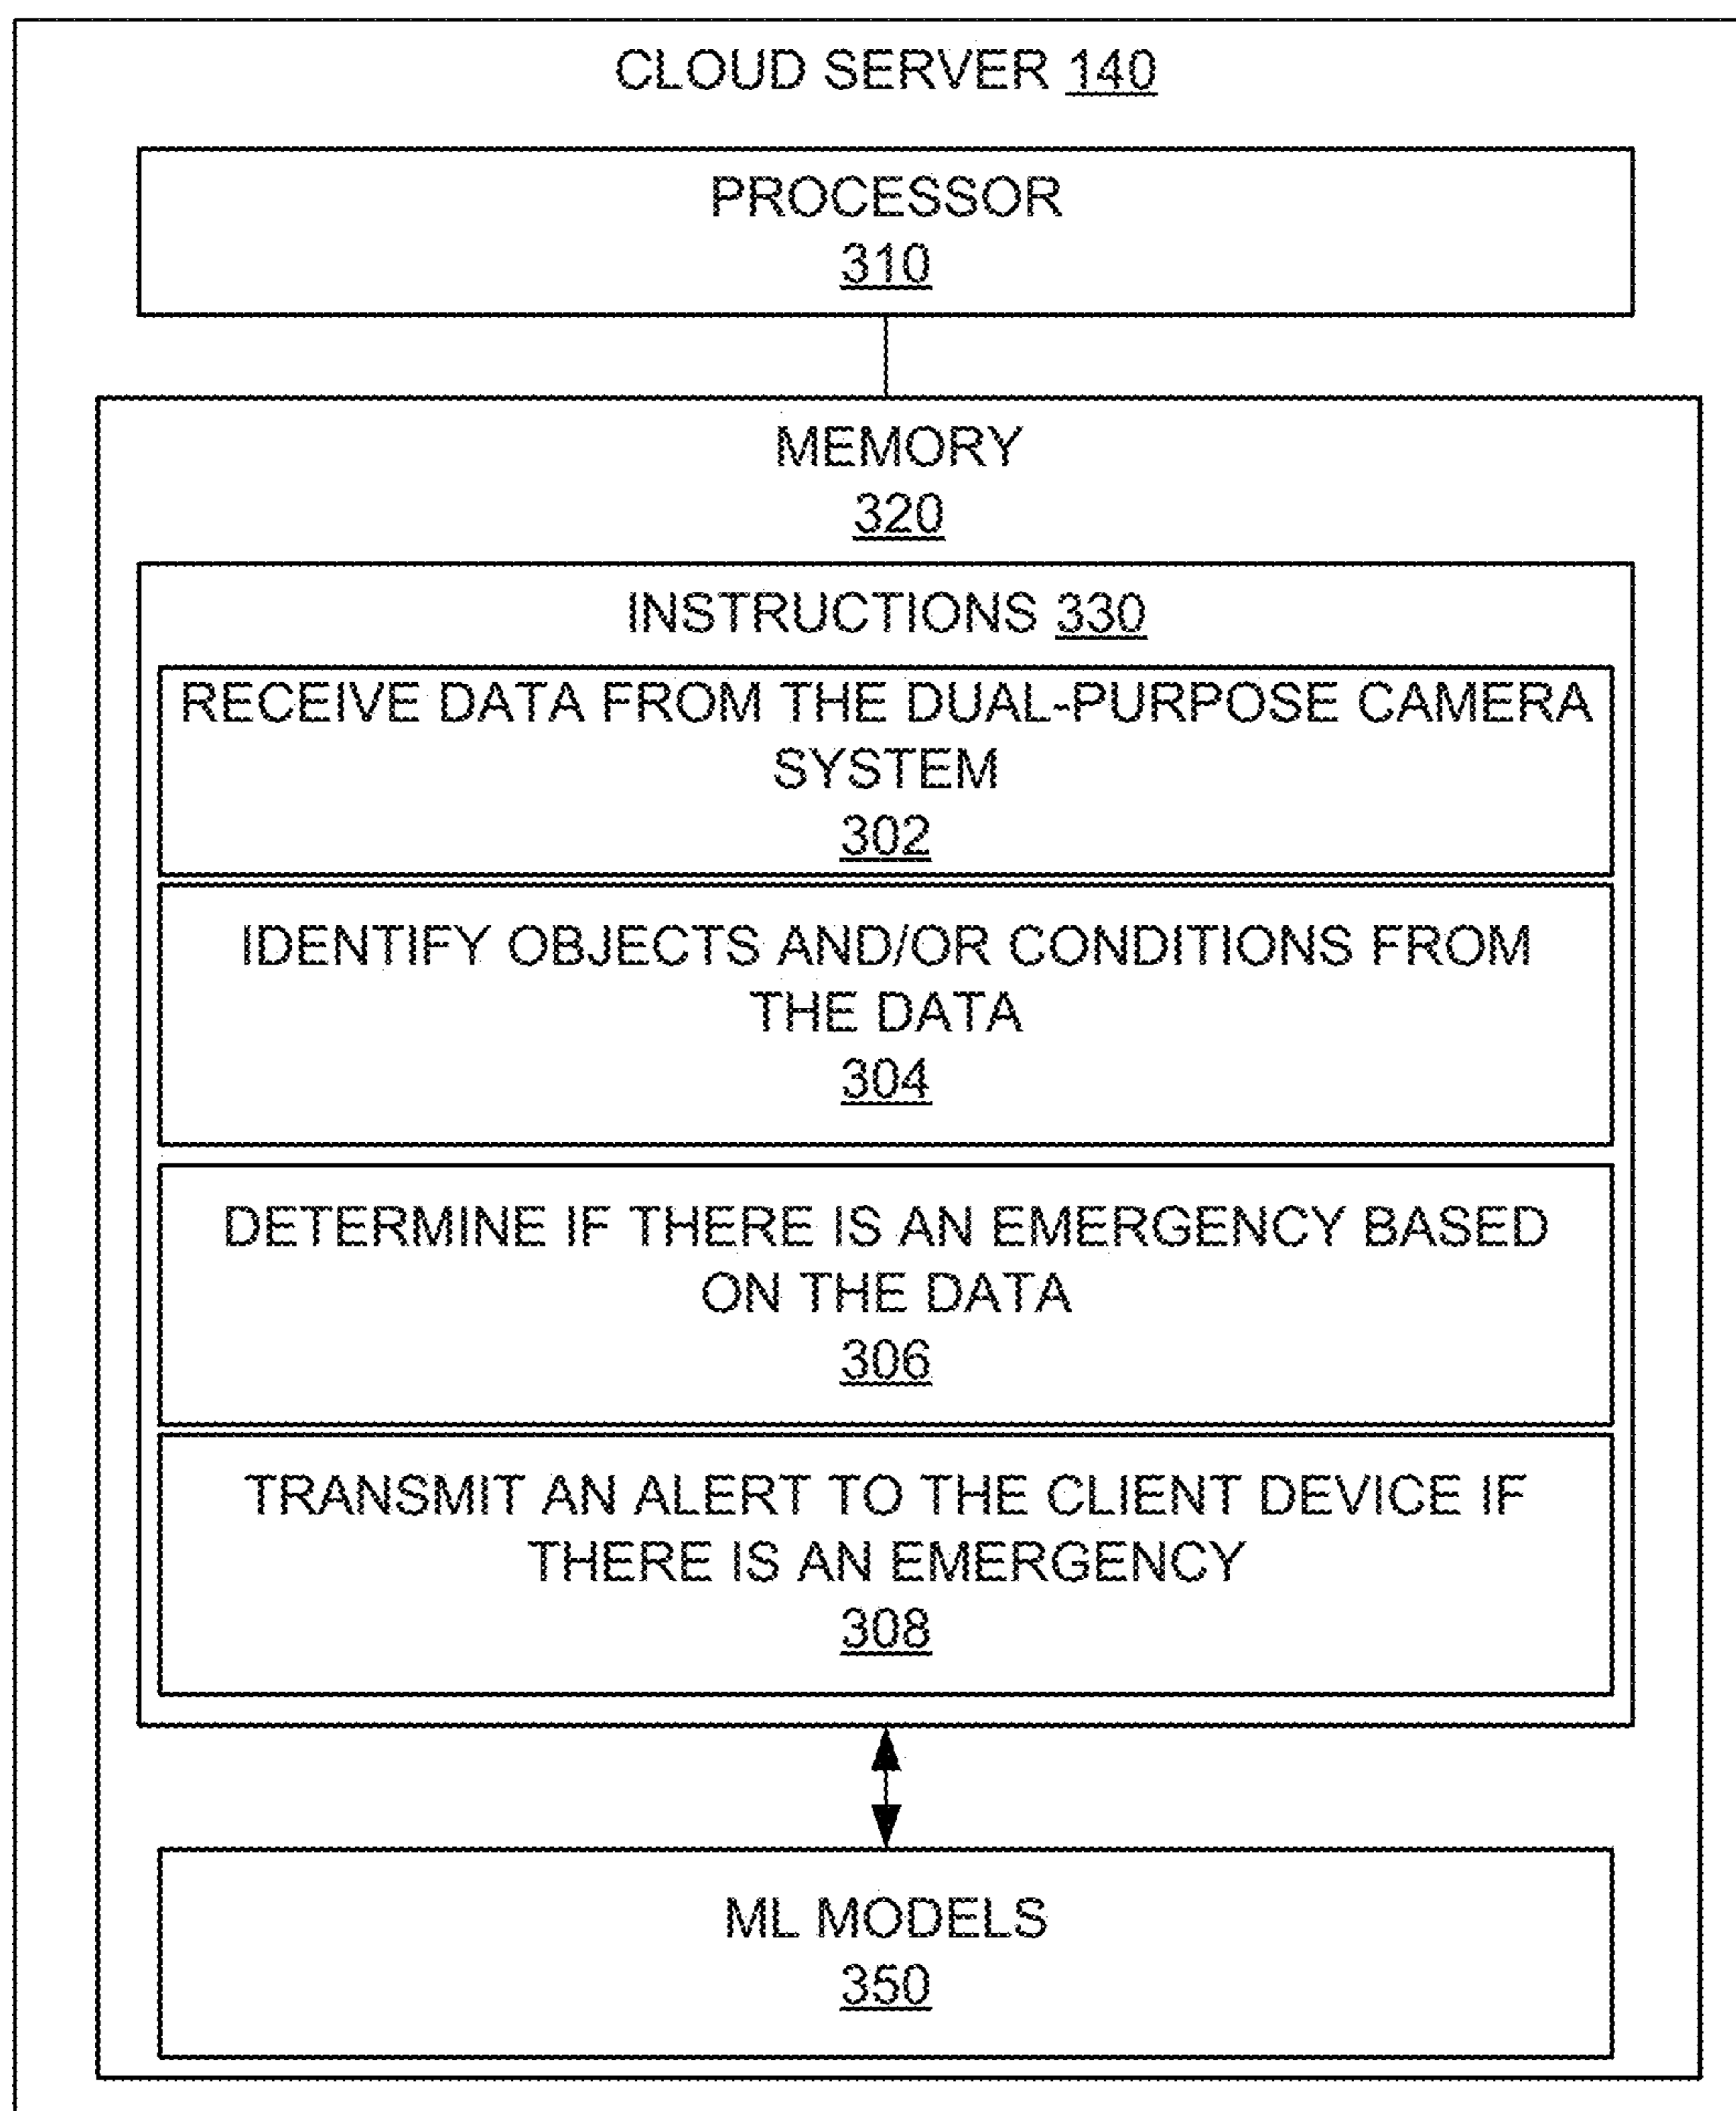 CLOUD SERVER 140
PROCESSOR
310
MEMORY
320
INSTRUCTIONS 330
RECEIVE DATA FROM THE DUAL-PURPOSE CAMERA
SYSTEM
302
IDENTIFY OBJECTS AND/OR CONDITIONS FROM
THE DATA
304
DETERMINE IF THERE IS AN EMERGENCY BASED
ON THE DATA
306
TRANSMIT AN ALERT TO THE CLIENT DEVICE IF
THERE IS AN EMERGENCY
308
ML MODELS
350